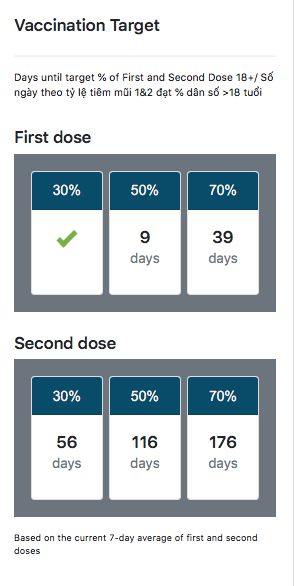 Vaccination Target
Days until target % of First and Second Dose 18+/ Số
ngày theo tỷ lệ tiêm mũi 1&2 đạt % dân số >18 tuổi
First dose
30% 50% 70%
9 39
days days
Second dose
30% 50% 70%
56 116 176
days days days
Based on the current 7-day average of first and second
doses